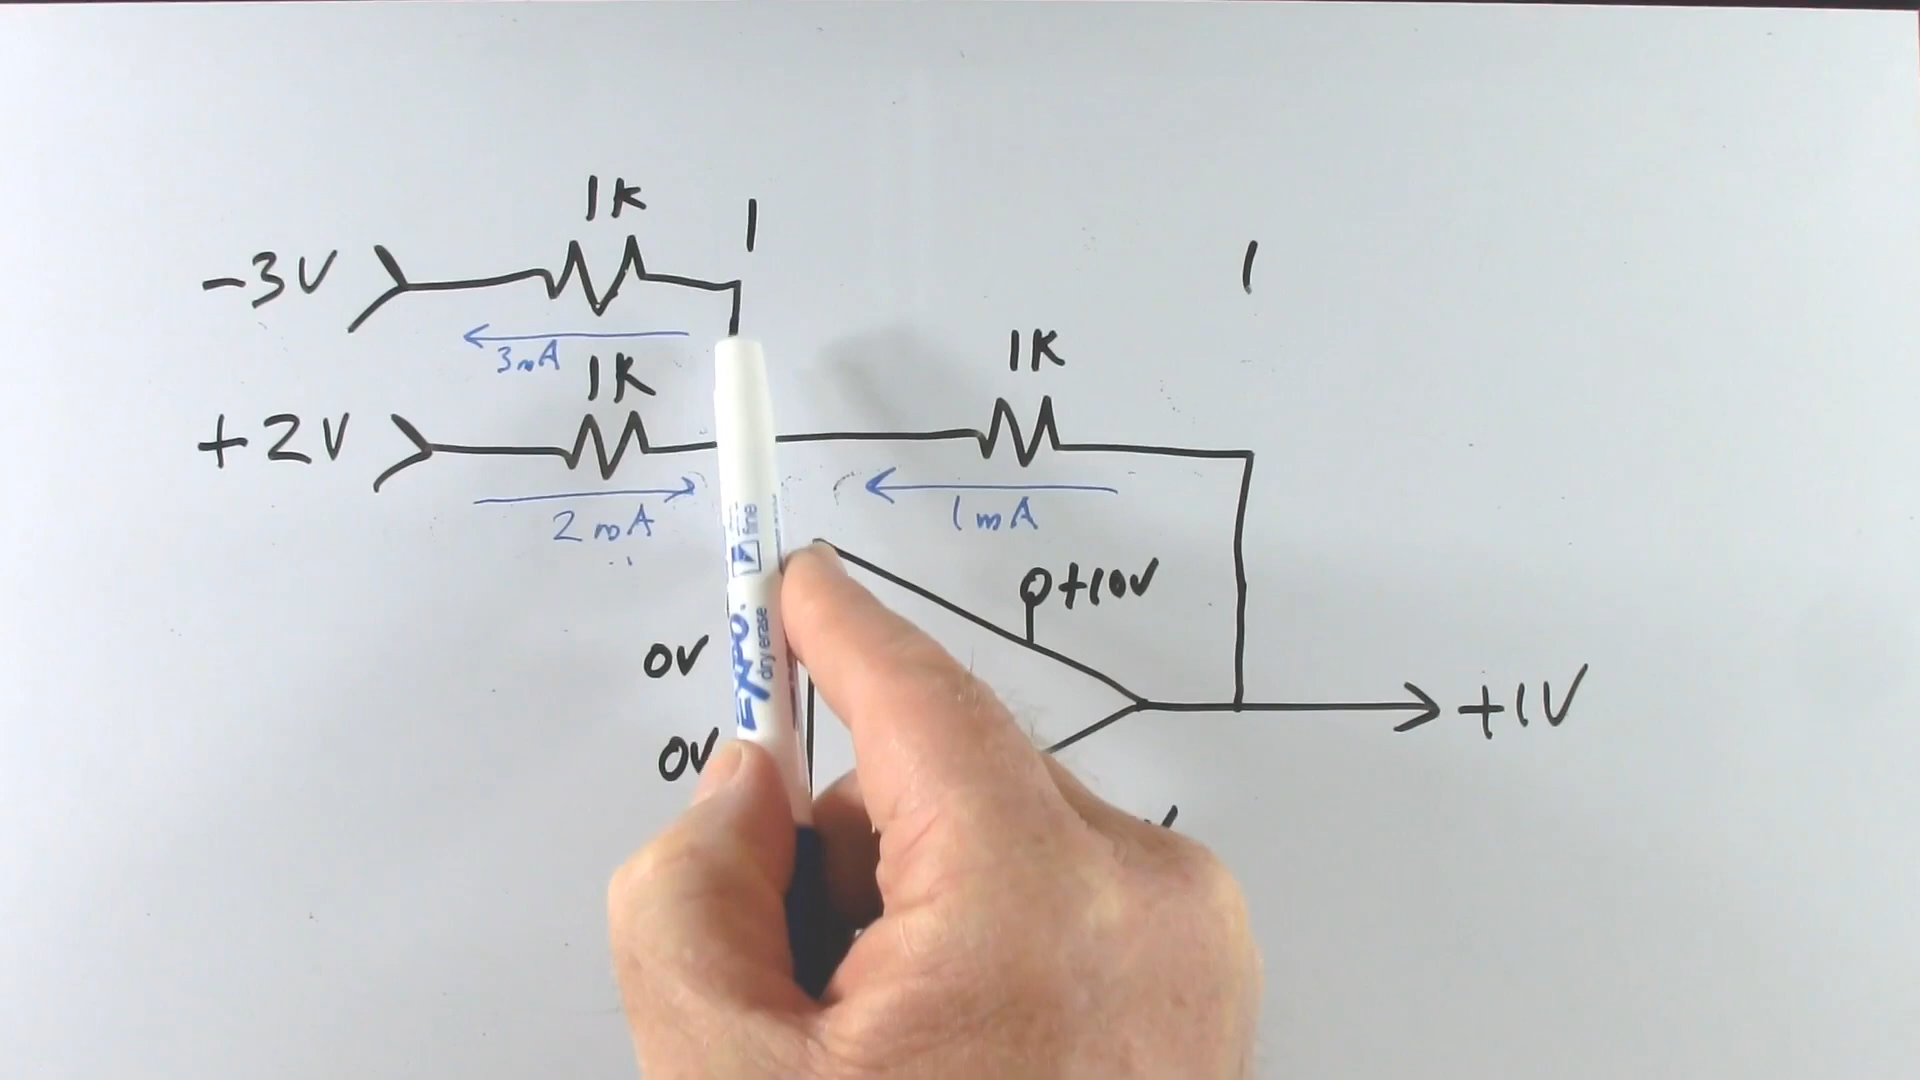 1K
-3V
3mA
1K
+2V
2mA
1K
1mA
+10V
0V
0V
+1V
EXPO. dry erase
fine